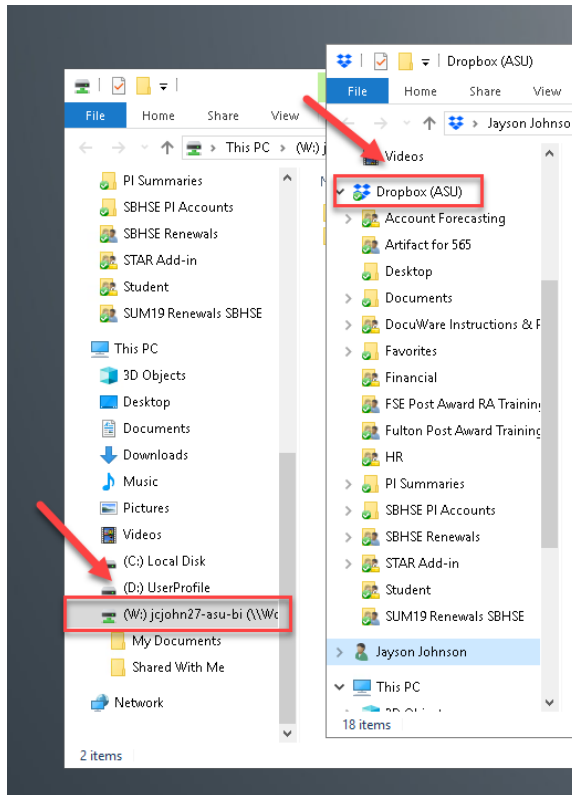 File Home Share View
This PC > (W:) j
PI Summaries
SBHSE PI Accounts
SBHSE Renewals
STAR Add-in
Student
SUM19 Renewals SBHSE
This PC
3D Objects
Desktop
Documents
Downloads
Music
Pictures
Videos
(C:) Local Disk
(D:) UserProfile
(W:) jcjohn27-asu-bi (\\Wo
My Documents
Shared With Me
Network
2 items
Dropbox (ASU)
File Home Share View
Jayson Johnso
Videos
Dropbox (ASU)
Account Forecasting
Artifact for 565
Desktop
Documents
DocuWare Instructions & F
Favorites
Financial
FSE Post Award RA Training
Fulton Post Award Training
HR
PI Summaries
SBHSE PI Accounts
SBHSE Renewals
STAR Add-in
Student
SUM19 Renewals SBHSE
Jayson Johnson
This PC
18 items